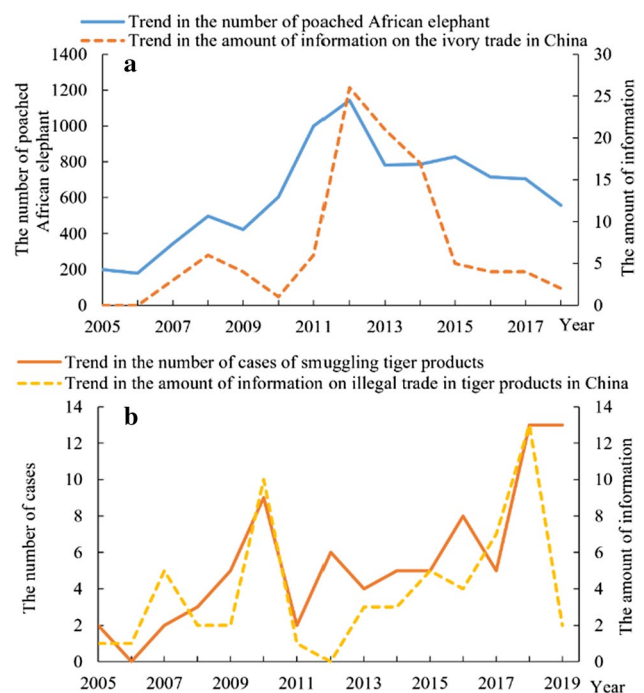 Trend in the number of poached African elephant
Trend in the amount of information on the ivory trade in China
a
The number of poached
African elephant
1400
1200
1000
800
600
400
200
0
30
25
20
15
10
5
0
The amount of information
2005 2007 2009 2011 2013 2015 2017 Year
Trend in the number of cases of smuggling tiger products
Trend in the amount of information on illegal trade in tiger products in China
b
The number of cases
14
12
10
8
6
4
2
0
14
12
10
8
6
4
2
0
The amount of information
2005 2007 2009 2011 2013 2015 2017 2019 Year